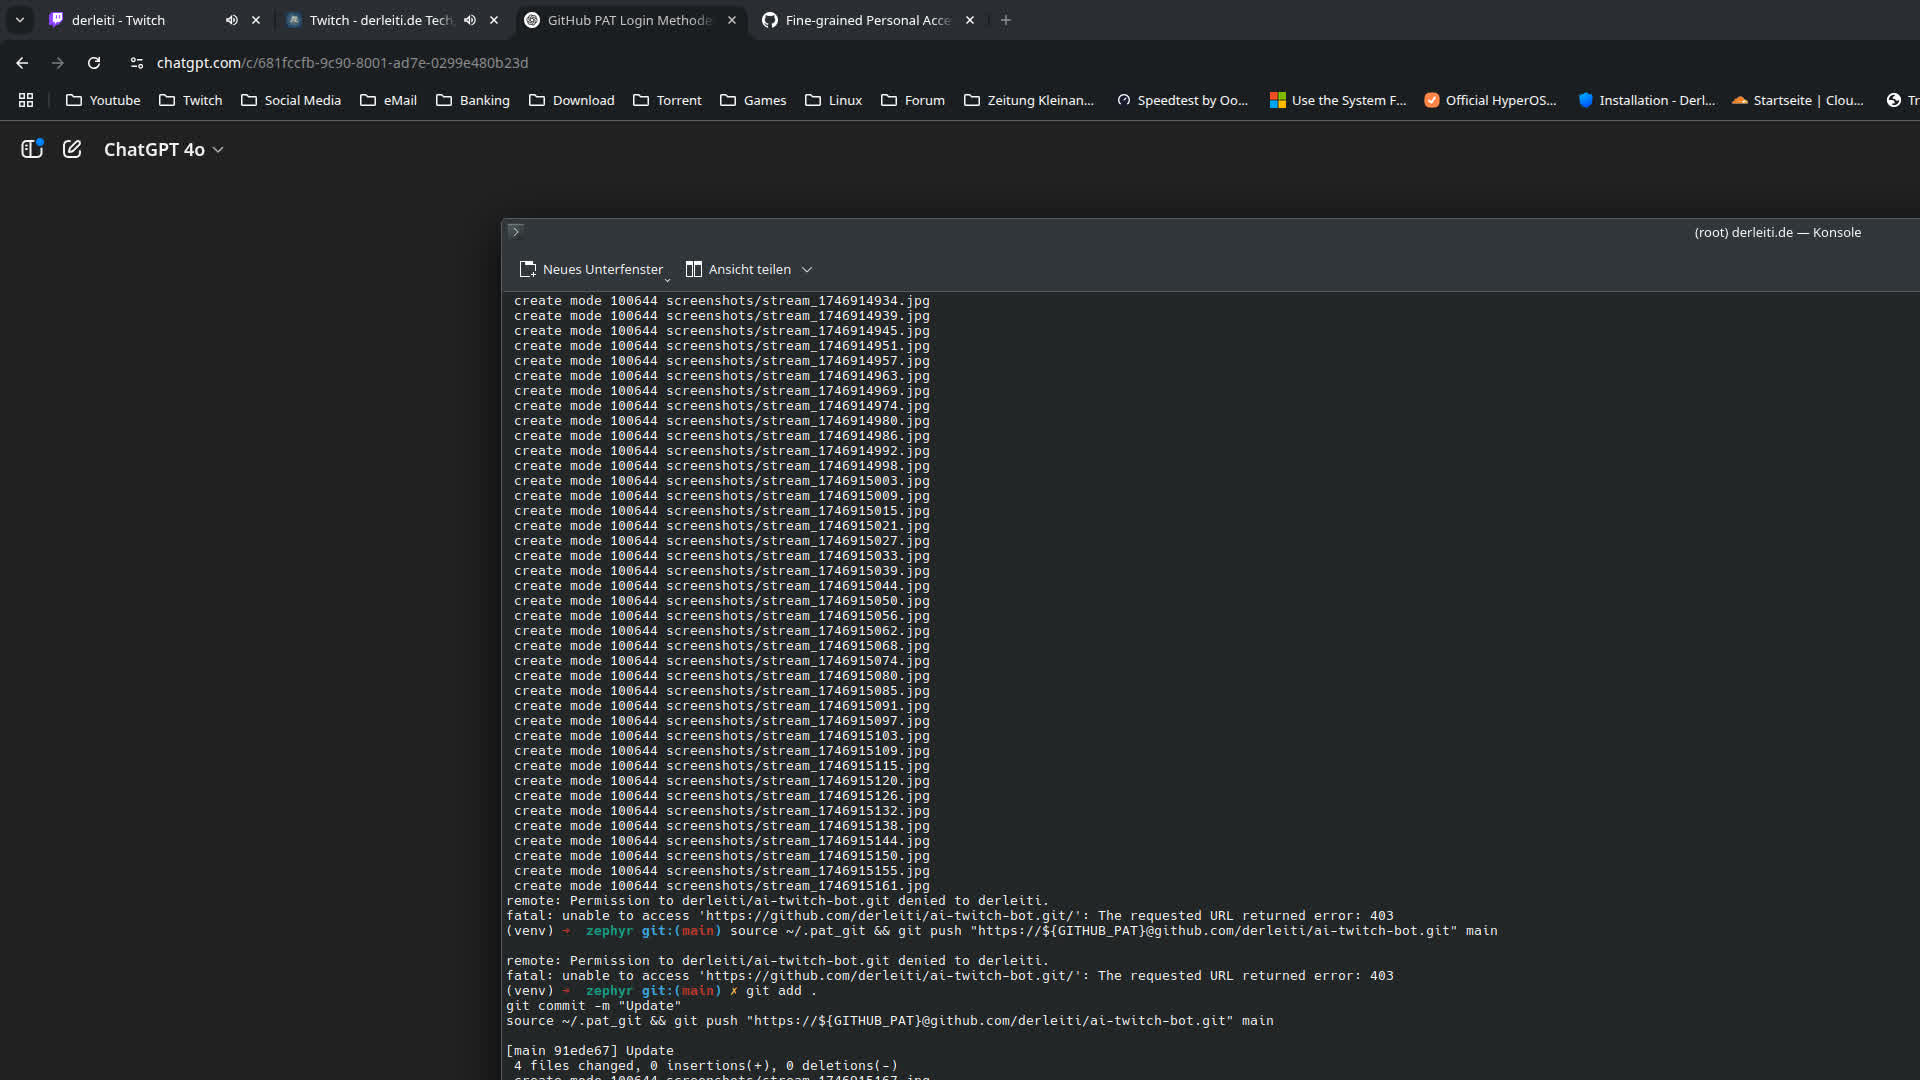 derleiti - Twitch
Twitch - derleiti.de Tech
GitHub PAT Login Methode
Fine-grained Personal Acce
chatgpt.com/c/681fccfb-9c90-8001-ad7e-0299e480b23d
Youtube Twitch Social Media eMail Banking Download Torrent Games Linux Forum Zeitung Kleinan... Speedtest by Oo... Use the System F... Official HyperOS... Installation - Derl... Startseite | Clou... Tr
ChatGPT 4o
(root) derleiti.de — Konsole
Neues Unterfenster Ansicht teilen
create mode 100644 screenshots/stream_1746914934.jpg
create mode 100644 screenshots/stream_1746914939.jpg
create mode 100644 screenshots/stream_1746914945.jpg
create mode 100644 screenshots/stream_1746914951.jpg
create mode 100644 screenshots/stream_1746914957.jpg
create mode 100644 screenshots/stream_1746914963.jpg
create mode 100644 screenshots/stream_1746914969.jpg
create mode 100644 screenshots/stream_1746914974.jpg
create mode 100644 screenshots/stream_1746914980.jpg
create mode 100644 screenshots/stream_1746914986.jpg
create mode 100644 screenshots/stream_1746914992.jpg
create mode 100644 screenshots/stream_1746914998.jpg
create mode 100644 screenshots/stream_1746915003.jpg
create mode 100644 screenshots/stream_1746915009.jpg
create mode 100644 screenshots/stream_1746915015.jpg
create mode 100644 screenshots/stream_1746915021.jpg
create mode 100644 screenshots/stream_1746915027.jpg
create mode 100644 screenshots/stream_1746915033.jpg
create mode 100644 screenshots/stream_1746915039.jpg
create mode 100644 screenshots/stream_1746915044.jpg
create mode 100644 screenshots/stream_1746915050.jpg
create mode 100644 screenshots/stream_1746915056.jpg
create mode 100644 screenshots/stream_1746915062.jpg
create mode 100644 screenshots/stream_1746915068.jpg
create mode 100644 screenshots/stream_1746915074.jpg
create mode 100644 screenshots/stream_1746915080.jpg
create mode 100644 screenshots/stream_1746915085.jpg
create mode 100644 screenshots/stream_1746915091.jpg
create mode 100644 screenshots/stream_1746915097.jpg
create mode 100644 screenshots/stream_1746915103.jpg
create mode 100644 screenshots/stream_1746915109.jpg
create mode 100644 screenshots/stream_1746915115.jpg
create mode 100644 screenshots/stream_1746915120.jpg
create mode 100644 screenshots/stream_1746915126.jpg
create mode 100644 screenshots/stream_1746915132.jpg
create mode 100644 screenshots/stream_1746915138.jpg
create mode 100644 screenshots/stream_1746915144.jpg
create mode 100644 screenshots/stream_1746915150.jpg
create mode 100644 screenshots/stream_1746915155.jpg
create mode 100644 screenshots/stream_1746915161.jpg
remote: Permission to derleiti/ai-twitch-bot.git denied to derleiti.
fatal: unable to access 'https://github.com/derleiti/ai-twitch-bot.git/': The requested URL returned error: 403
(venv) → zephyr git:(main) source ~/.pat_git && git push "https://${GITHUB_PAT}@github.com/derleiti/ai-twitch-bot.git" main
remote: Permission to derleiti/ai-twitch-bot.git denied to derleiti.
fatal: unable to access 'https://github.com/derleiti/ai-twitch-bot.git/': The requested URL returned error: 403
(venv) → zephyr git:(main) ✗ git add .
git commit -m "Update"
source ~/.pat_git && git push "https://${GITHUB_PAT}@github.com/derleiti/ai-twitch-bot.git" main
[main 91ede67] Update
4 files changed, 0 insertions(+), 0 deletions(-)
create mode 100644 screenshots/stream_1746915167.jpg